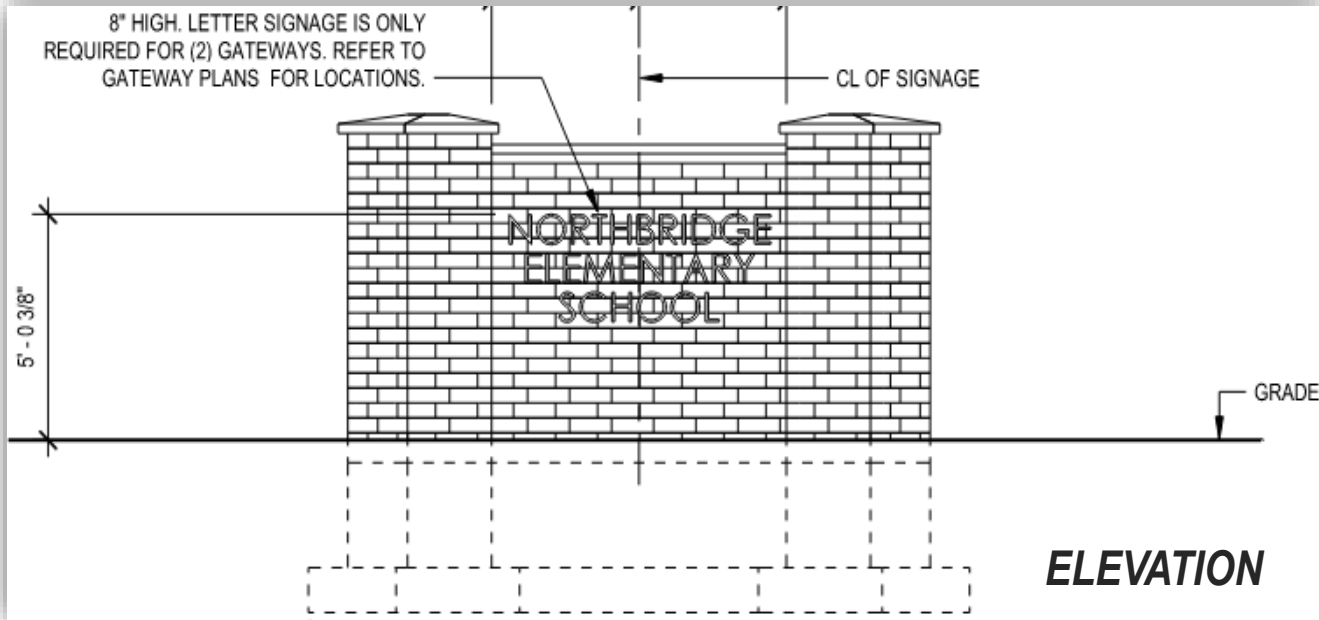 8" HIGH. LETTER SIGNAGE IS ONLY
REQUIRED FOR (2) GATEWAYS. REFER TO
GATEWAY PLANS FOR LOCATIONS.
CL OF SIGNAGE
NORTHBRIDGE
ELEMENTARY
SCHOOL
5' - 0 3/8"
GRADE
ELEVATION